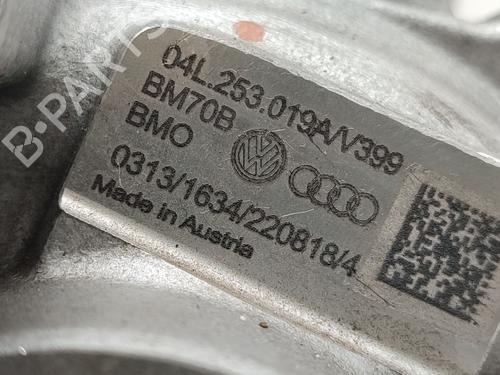 B-PARTS
04L.253.019A/V399
BM70B
BMO
0313/1634/220818/4
Made in Austria